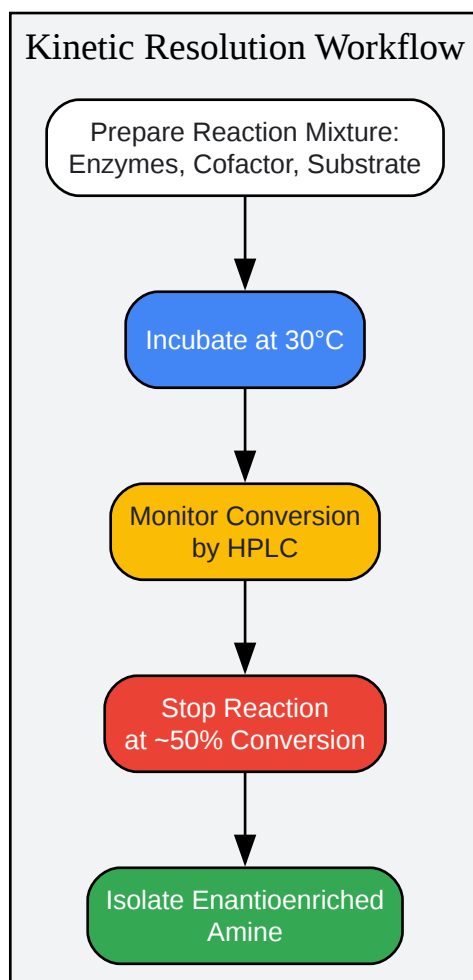 Kinetic Resolution Workflow
Prepare Reaction Mixture:
Enzymes, Cofactor, Substrate
Incubate at 30°C
Monitor Conversion
by HPLC
Stop Reaction
at ~50% Conversion
Isolate Enantioenriched
Amine